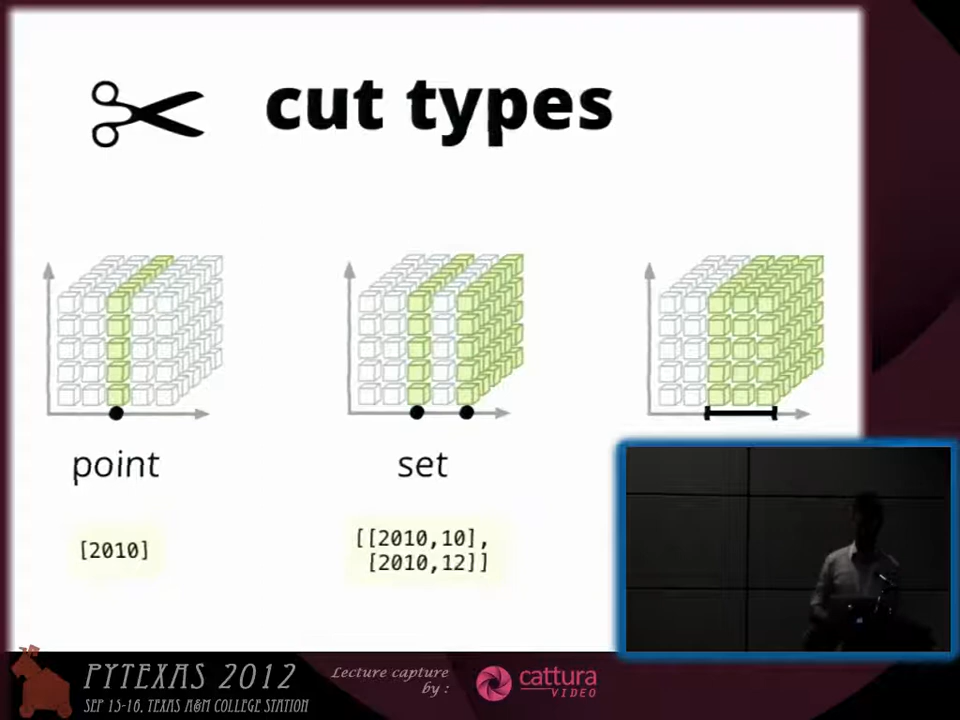 cut types
point
set
[2010]
[[2010,10],
[2010,12]]
PYTEXAS 2012
SEP 15-16, TEXAS A&M COLLEGE STATION
Lecture capture
by :
cattura
VIDEO